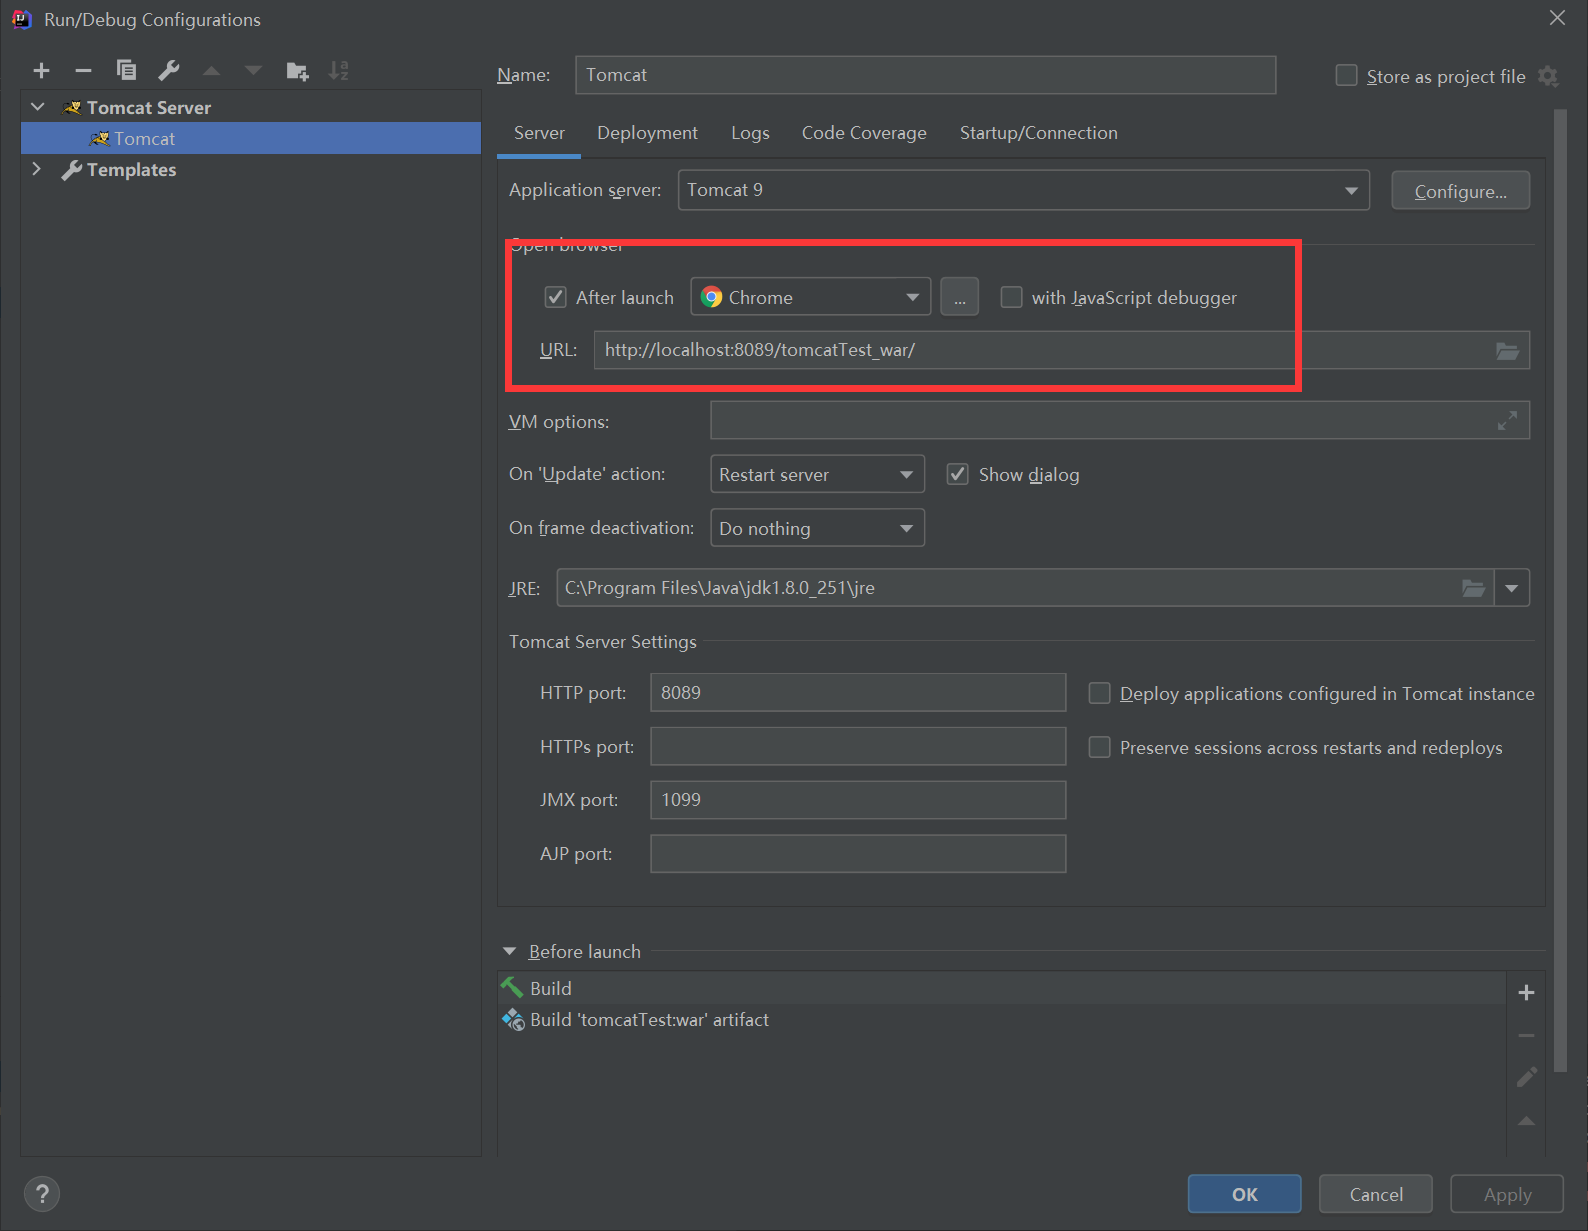 Run/Debug Configurations
Name: Tomcat Store as project file
Tomcat Server
Tomcat
Templates
Server Deployment Logs Code Coverage Startup/Connection
Application server: Tomcat 9 Configure...
Open browser
After launch Chrome ... with JavaScript debugger
URL: http://localhost:8089/tomcatTest_war/
VM options:
On 'Update' action: Restart server Show dialog
On frame deactivation: Do nothing
JRE: C:\Program Files\Java\jdk1.8.0_251\jre
Tomcat Server Settings
HTTP port: 8089 Deploy applications configured in Tomcat instance
HTTPs port: Preserve sessions across restarts and redeploys
JMX port: 1099
AJP port:
Before launch
Build
Build 'tomcatTest:war' artifact
? OK Cancel Apply